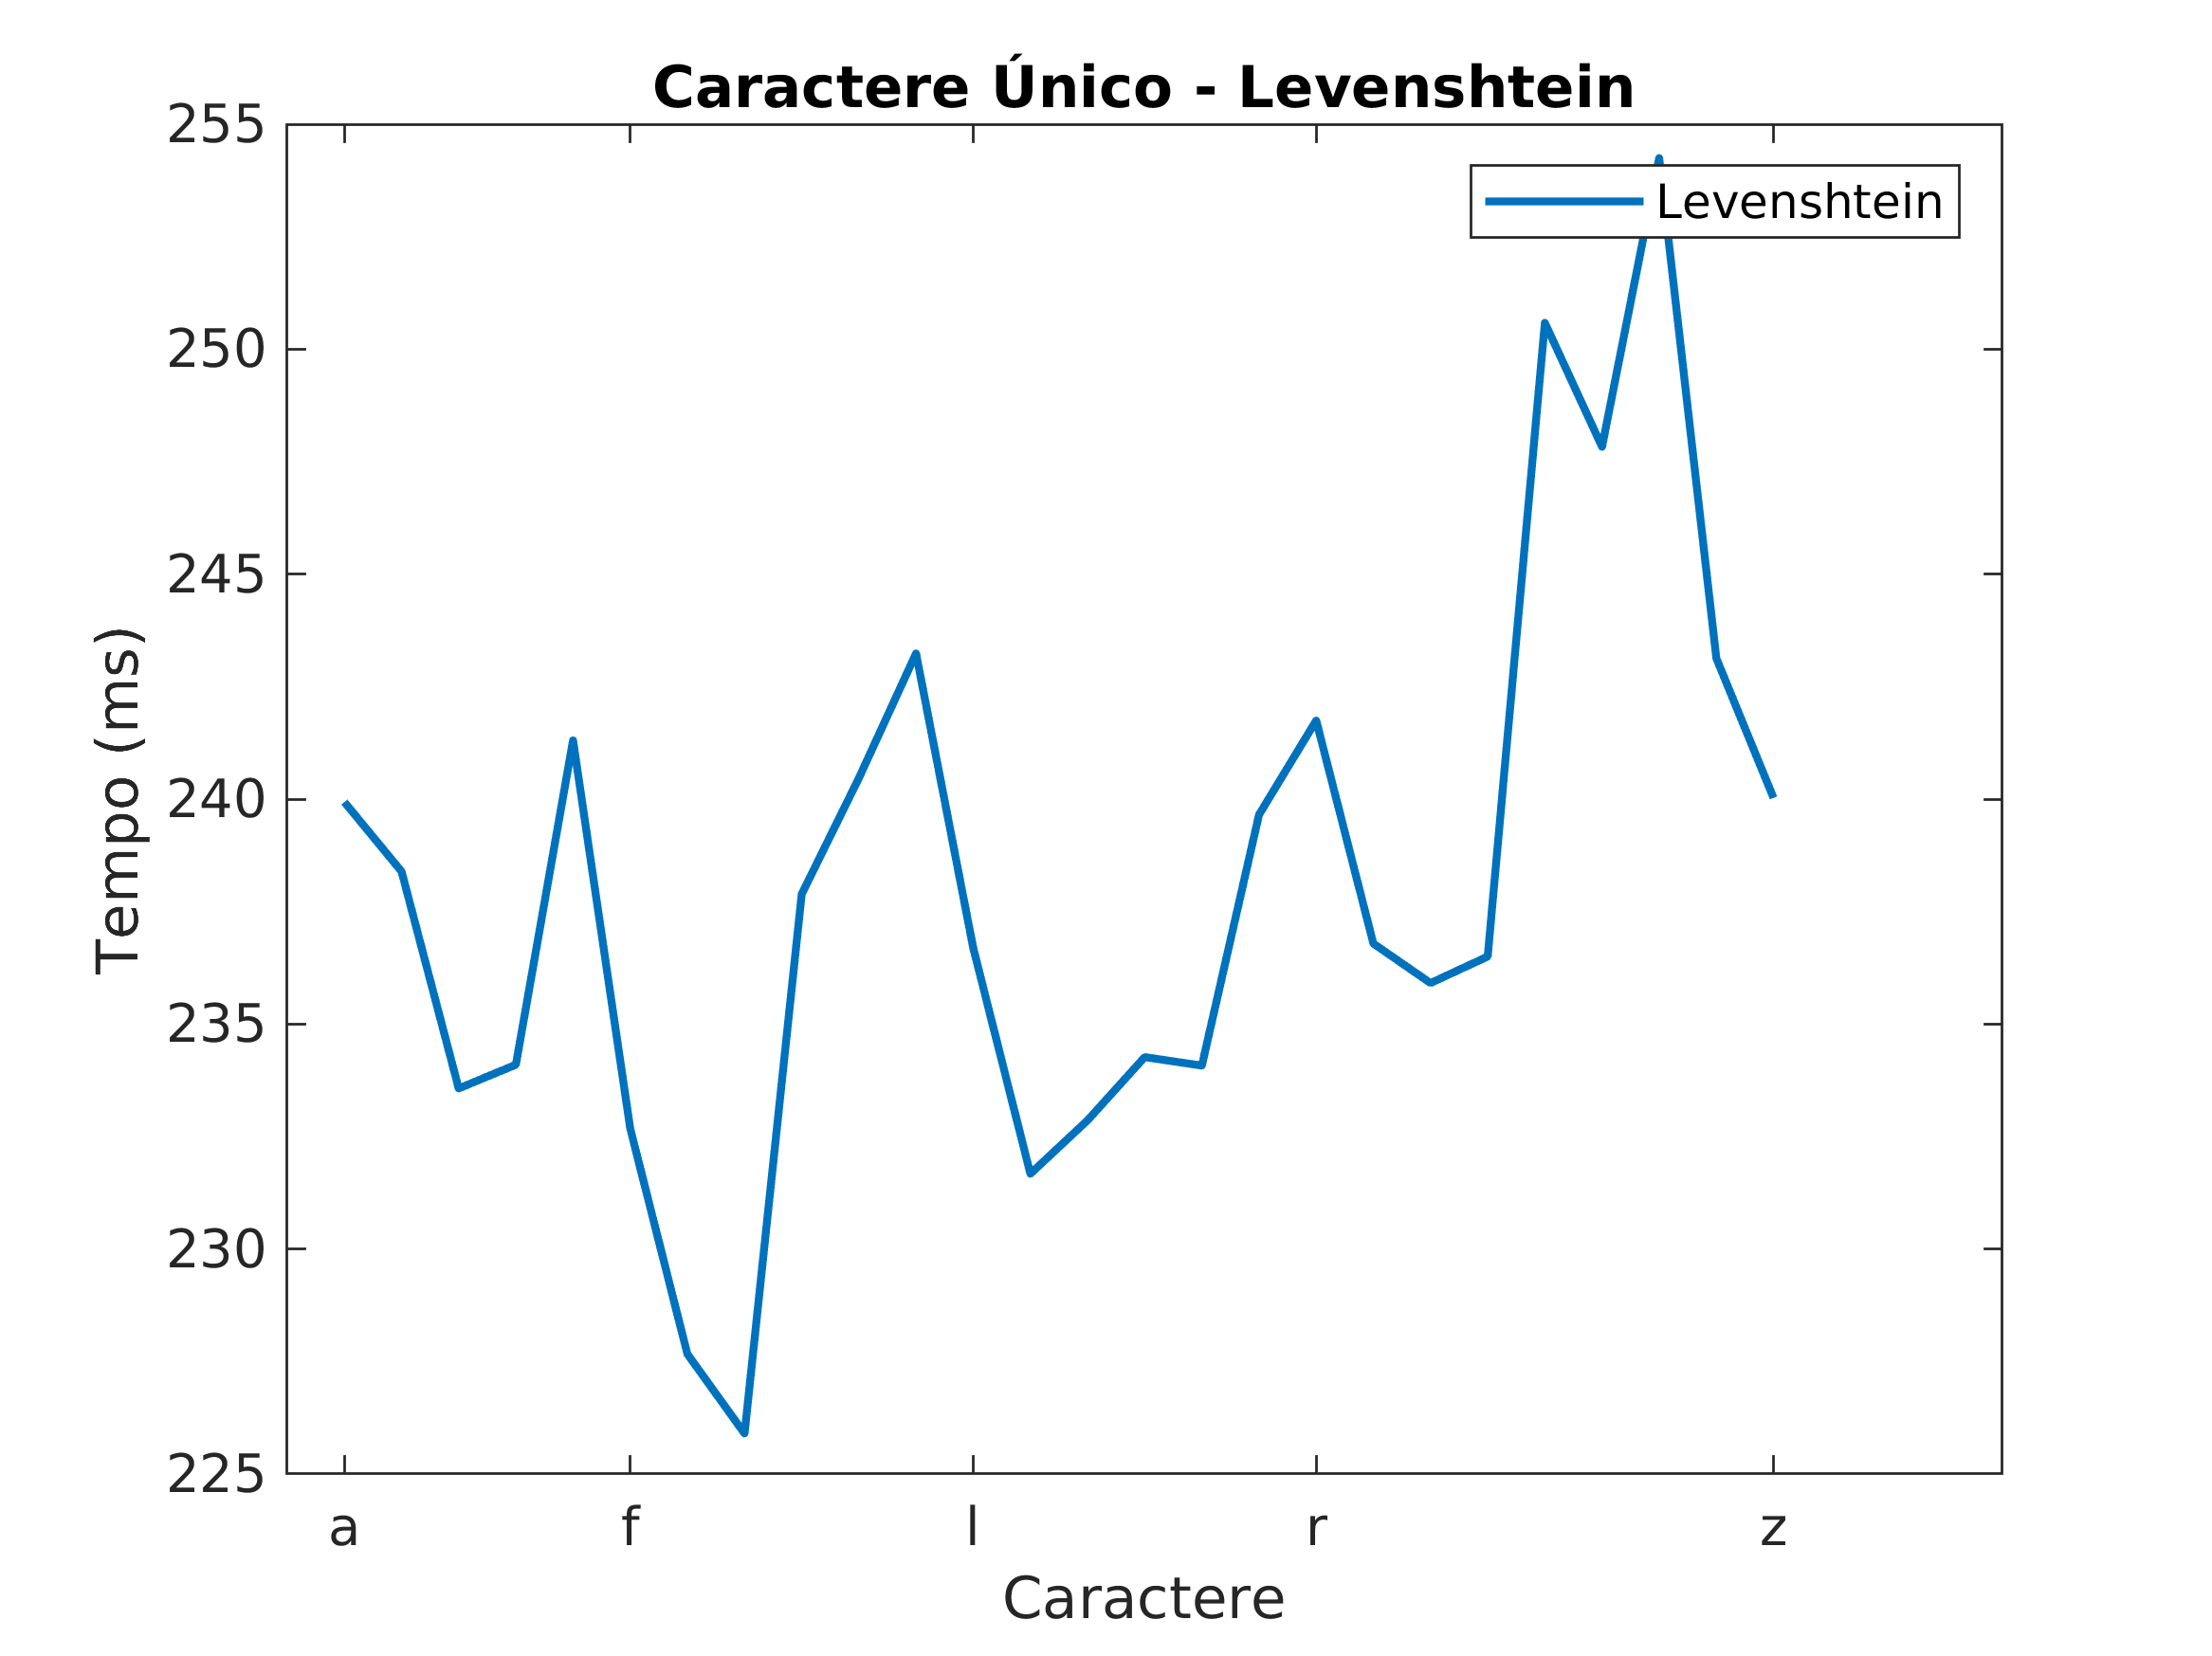 Caractere Único - Levenshtein
255
Levenshtein
250
245
240
235
230
225
Tempo (ms)
a f l r z
Caractere